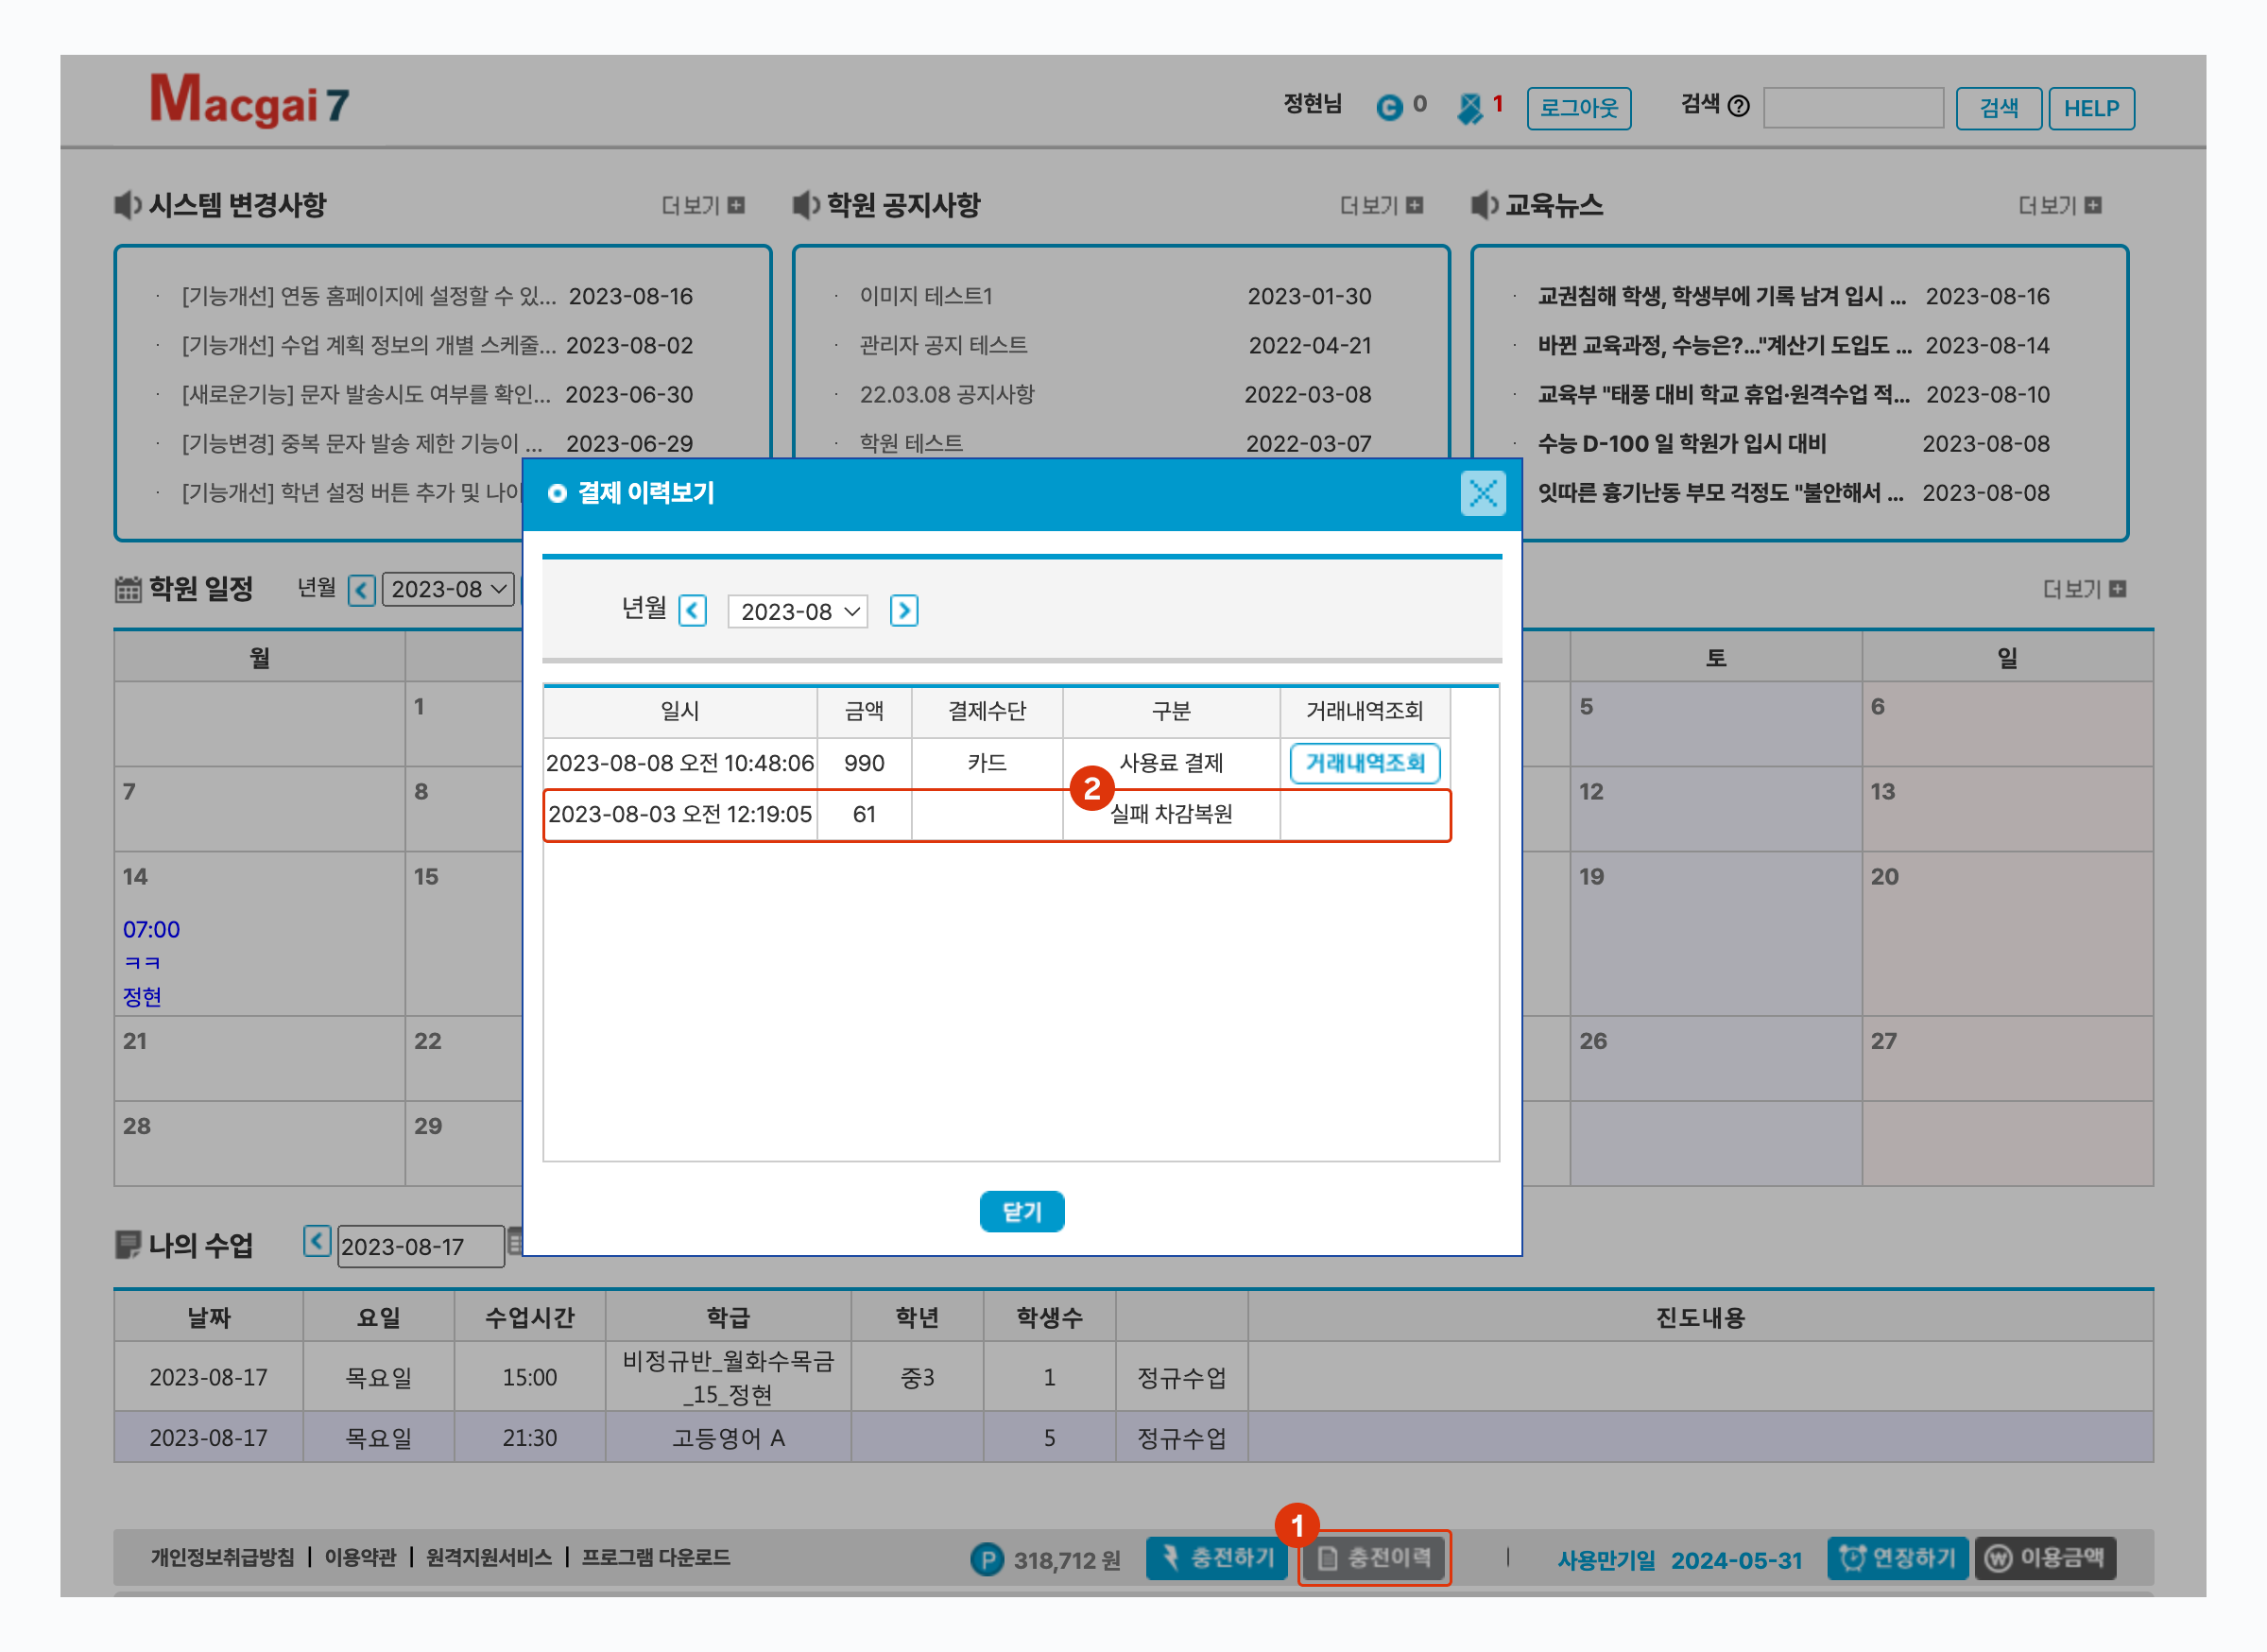 Macgai 7
정현님 0 1 로그아웃 검색 검색 HELP
시스템 변경사항 더보기
[기능개선] 연동 홈페이지에 설정할 수 있... 2023-08-16
[기능개선] 수업 계획 정보의 개별 스케줄... 2023-08-02
[새로운기능] 문자 발송시도 여부를 확인... 2023-06-30
[기능변경] 중복 문자 발송 제한 기능이 ... 2023-06-29
[기능개선] 학년 설정 버튼 추가 및 나이
학원 공지사항 더보기
이미지 테스트1 2023-01-30
관리자 공지 테스트 2022-04-21
22.03.08 공지사항 2022-03-08
학원 테스트 2022-03-07
교육뉴스 더보기
교권침해 학생, 학생부에 기록 남겨 입시 ... 2023-08-16
바뀐 교육과정, 수능은?..."계산기 도입도 ... 2023-08-14
교육부 "태풍 대비 학교 휴업·원격수업 적... 2023-08-10
수능 D-100 일 학원가 입시 대비 2023-08-08
잇따른 흉기난동 부모 걱정도 "불안해서 ... 2023-08-08
결제 이력보기
년월 2023-08
일시 금액 결제수단 구분 거래내역조회
2023-08-08 오전 10:48:06 990 카드 사용료 결제 거래내역조회
2
2023-08-03 오전 12:19:05 61 실패 차감복원
닫기
학원 일정 년월 2023-08 더보기
월 토 일
1 5 6
7 8 12 13
14 15 19 20
07:00
ㅋㅋ
정현
21 22 26 27
28 29
나의 수업 2023-08-17
날짜 요일 수업시간 학급 학년 학생수 진도내용
2023-08-17 목요일 15:00 비정규반_월화수목금 중3 1 정규수업
_15_정현
2023-08-17 목요일 21:30 고등영어 A 5 정규수업
1
개인정보취급방침 | 이용약관 | 원격지원서비스 | 프로그램 다운로드 P 318,712 원 충전하기 충전이력 | 사용만기일 2024-05-31 연장하기 이용금액